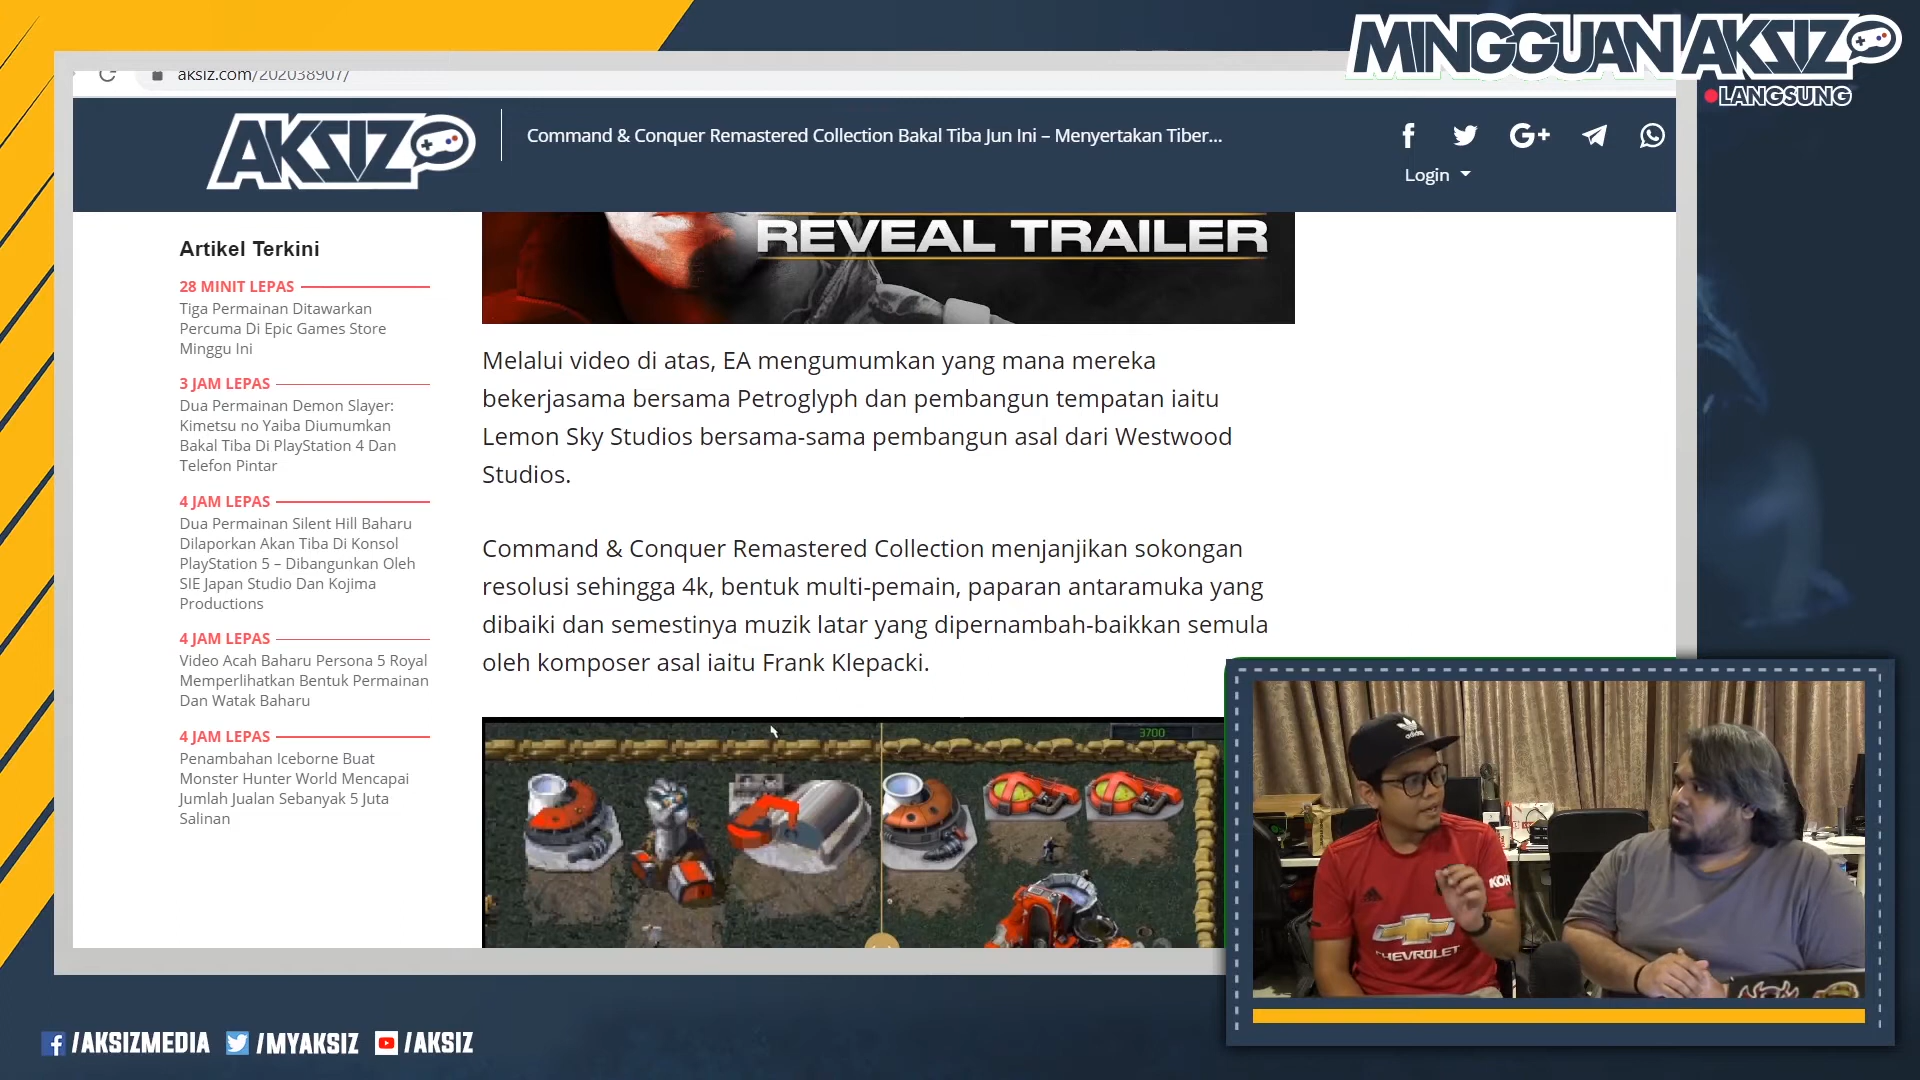 MINGGUAN AKSIZ
LANGSUNG
aksiz.com/202038907/
AKSIZ
Command & Conquer Remastered Collection Bakal Tiba Jun Ini – Menyertakan Tiber...
Login
REVEAL TRAILER
Artikel Terkini
28 MINIT LEPAS
Tiga Permainan Ditawarkan
Percuma Di Epic Games Store
Minggu Ini
3 JAM LEPAS
Dua Permainan Demon Slayer:
Kimetsu no Yaiba Diumumkan
Bakal Tiba Di PlayStation 4 Dan
Telefon Pintar
4 JAM LEPAS
Dua Permainan Silent Hill Baharu
Dilaporkan Akan Tiba Di Konsol
PlayStation 5 – Dibangunkan Oleh
SIE Japan Studio Dan Kojima
Productions
4 JAM LEPAS
Video Acah Baharu Persona 5 Royal
Memperlihatkan Bentuk Permainan
Dan Watak Baharu
4 JAM LEPAS
Penambahan Iceborne Buat
Monster Hunter World Mencapai
Jumlah Jualan Sebanyak 5 Juta
Salinan
Melalui video di atas, EA mengumumkan yang mana mereka
bekerjasama bersama Petroglyph dan pembangun tempatan iaitu
Lemon Sky Studios bersama-sama pembangun asal dari Westwood
Studios.
Command & Conquer Remastered Collection menjanjikan sokongan
resolusi sehingga 4k, bentuk multi-pemain, paparan antaramuka yang
dibaiki dan semestinya muzik latar yang dipernambah-baikkan semula
oleh komposer asal iaitu Frank Klepacki.
3700
adidas
KOH
CHEVROLET
/AKSIZMEDIA
/MYAKSIZ
/AKSIZ